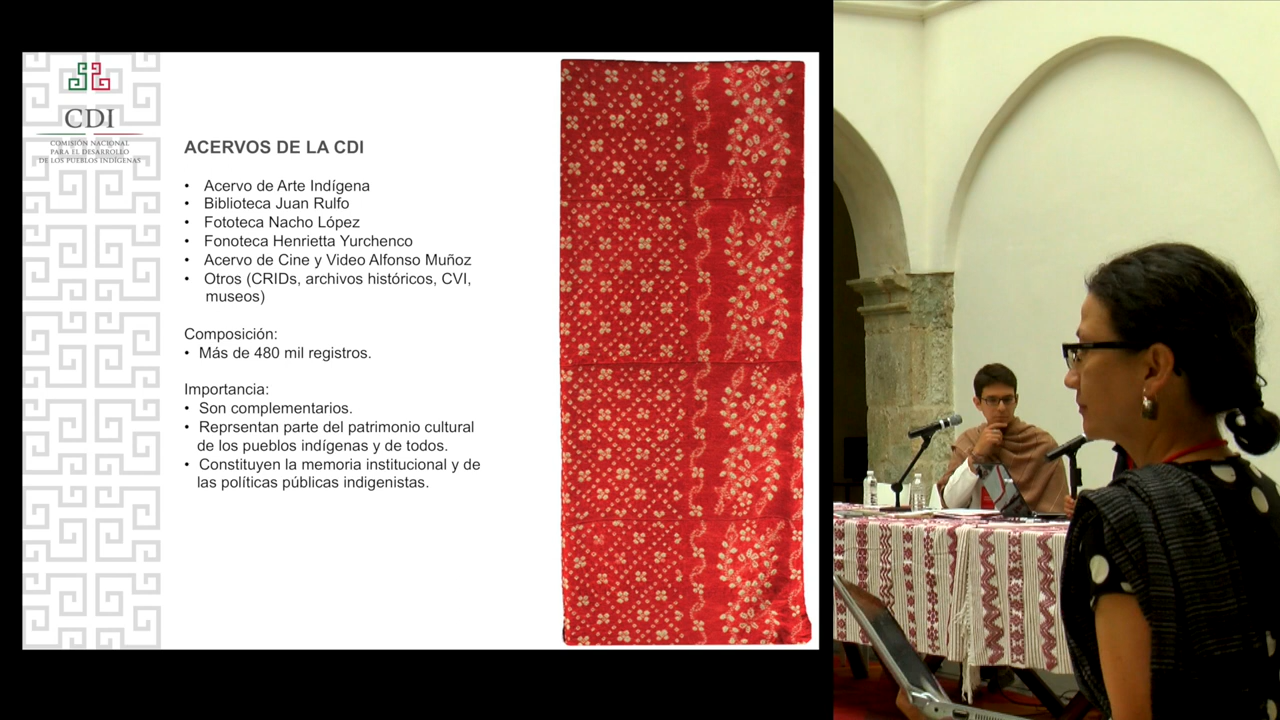 CDI
COMISIÓN NACIONAL
PARA EL DESARROLLO
DE LOS PUEBLOS INDÍGENAS
ACERVOS DE LA CDI
• Acervo de Arte Indígena
• Biblioteca Juan Rulfo
• Fototeca Nacho López
• Fonoteca Henrietta Yurchenco
• Acervo de Cine y Video Alfonso Muñoz
• Otros (CRIDs, archivos históricos, CVI,
museos)
Composición:
• Más de 480 mil registros.
Importancia:
• Son complementarios.
• Reprsentan parte del patrimonio cultural
de los pueblos indígenas y de todos.
• Constituyen la memoria institucional y de
las políticas públicas indigenistas.